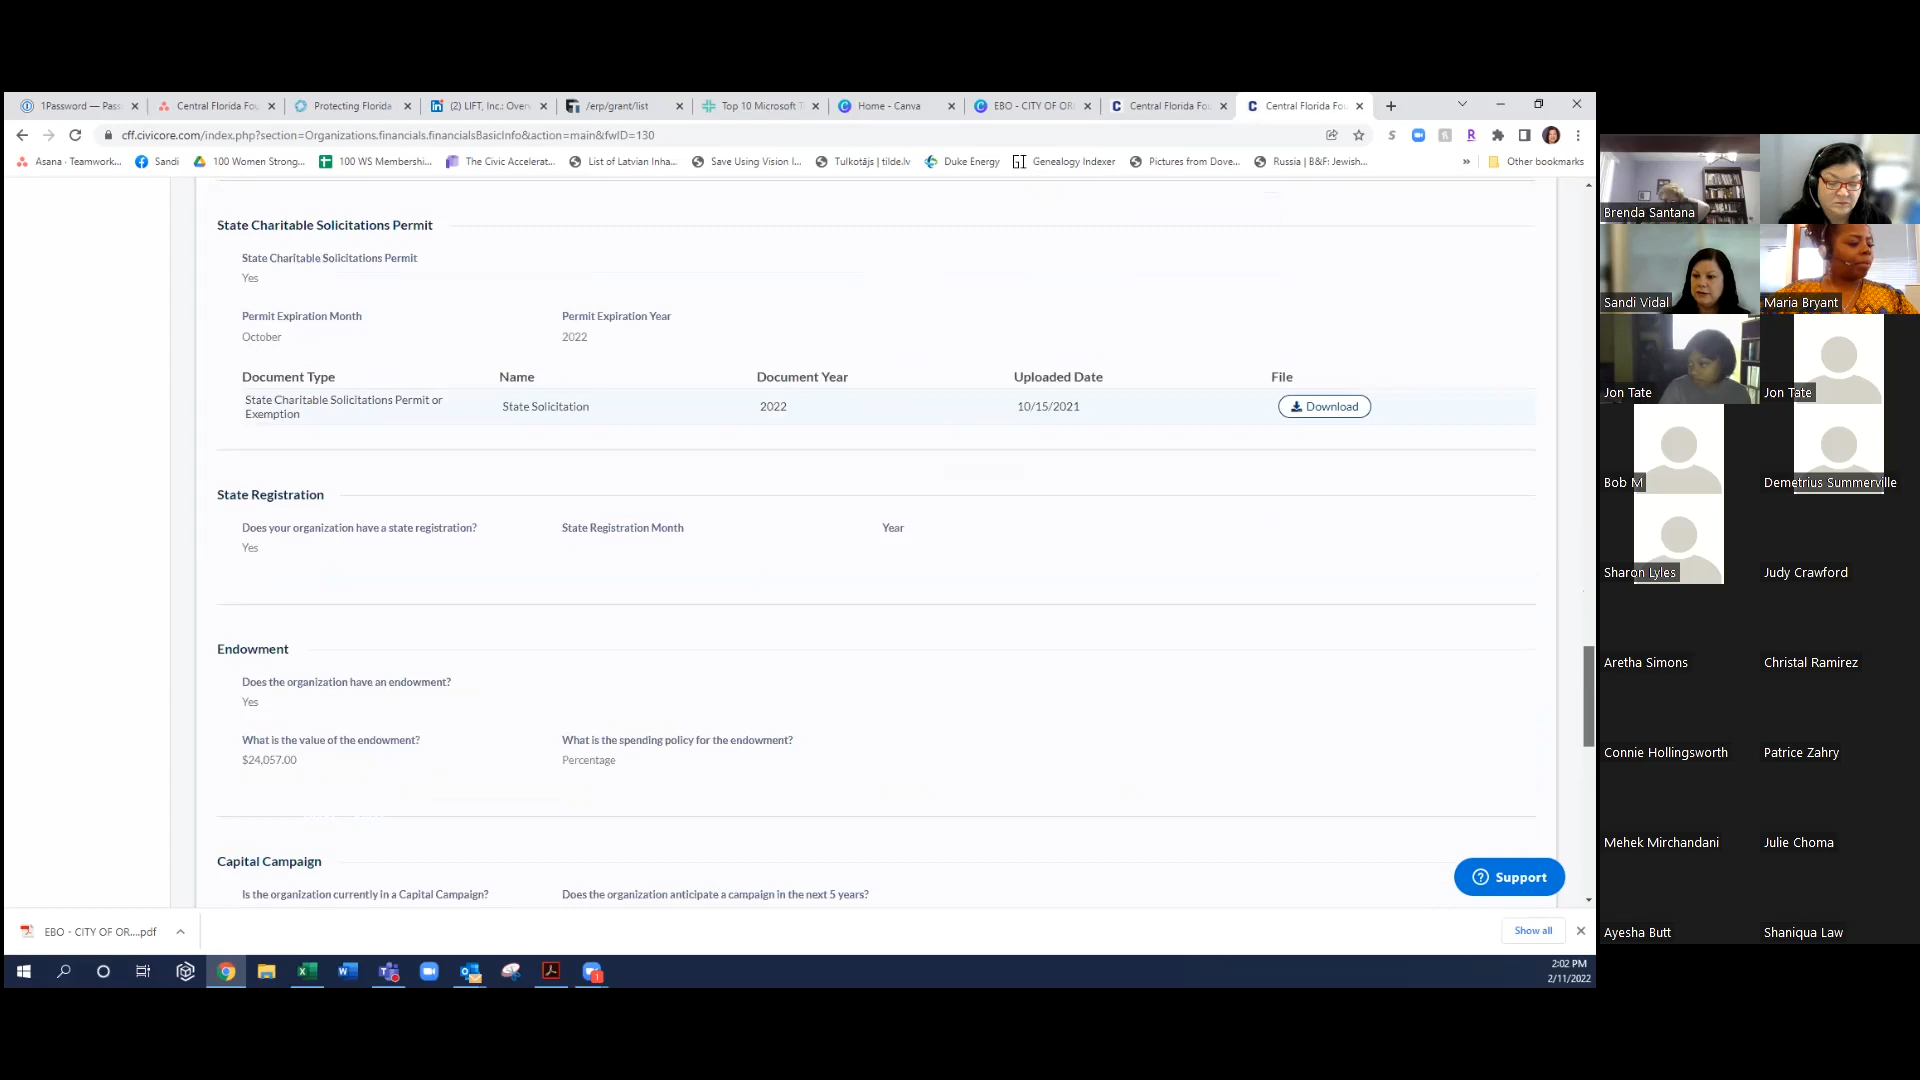 1Password — Pass
Central Florida Fou
Protecting Florida
(2) LIFT, Inc.: Over
/erp/grant/list
Top 10 Microsoft T
Home - Canva
EBO - CITY OF OR
Central Florida Fou
Central Florida Fou
cff.civicore.com/index.php?section=Organizations.financials.financialsBasicInfo&action=main&fwID=130
Asana · Teamwork...
Sandi
100 Women Strong...
100 WS Membershi...
The Civic Accelerat...
List of Latvian Inha...
Save Using Vision I...
Tulkotājs | tilde.lv
Duke Energy
Genealogy Indexer
Pictures from Dove...
Russia | B&F: Jewish...
»
Other bookmarks
State Charitable Solicitations Permit
State Charitable Solicitations Permit
Yes
Permit Expiration Month
Permit Expiration Year
October
2022
Document Type
Name
Document Year
Uploaded Date
File
State Charitable Solicitations Permit or
Exemption
State Solicitation
2022
10/15/2021
Download
State Registration
Does your organization have a state registration?
State Registration Month
Year
Yes
Endowment
Does the organization have an endowment?
Yes
What is the value of the endowment?
What is the spending policy for the endowment?
$24,057.00
Percentage
Capital Campaign
Is the organization currently in a Capital Campaign?
Does the organization anticipate a campaign in the next 5 years?
Support
EBO - CITY OF OR....pdf
Show all
2:02 PM
2/11/2022
Brenda Santana
Sandi Vidal
Maria Bryant
Jon Tate
Jon Tate
Bob M
Demetrius Summerville
Sharon Lyles
Judy Crawford
Aretha Simons
Christal Ramirez
Connie Hollingsworth
Patrice Zahry
Mehek Mirchandani
Julie Choma
Ayesha Butt
Shaniqua Law